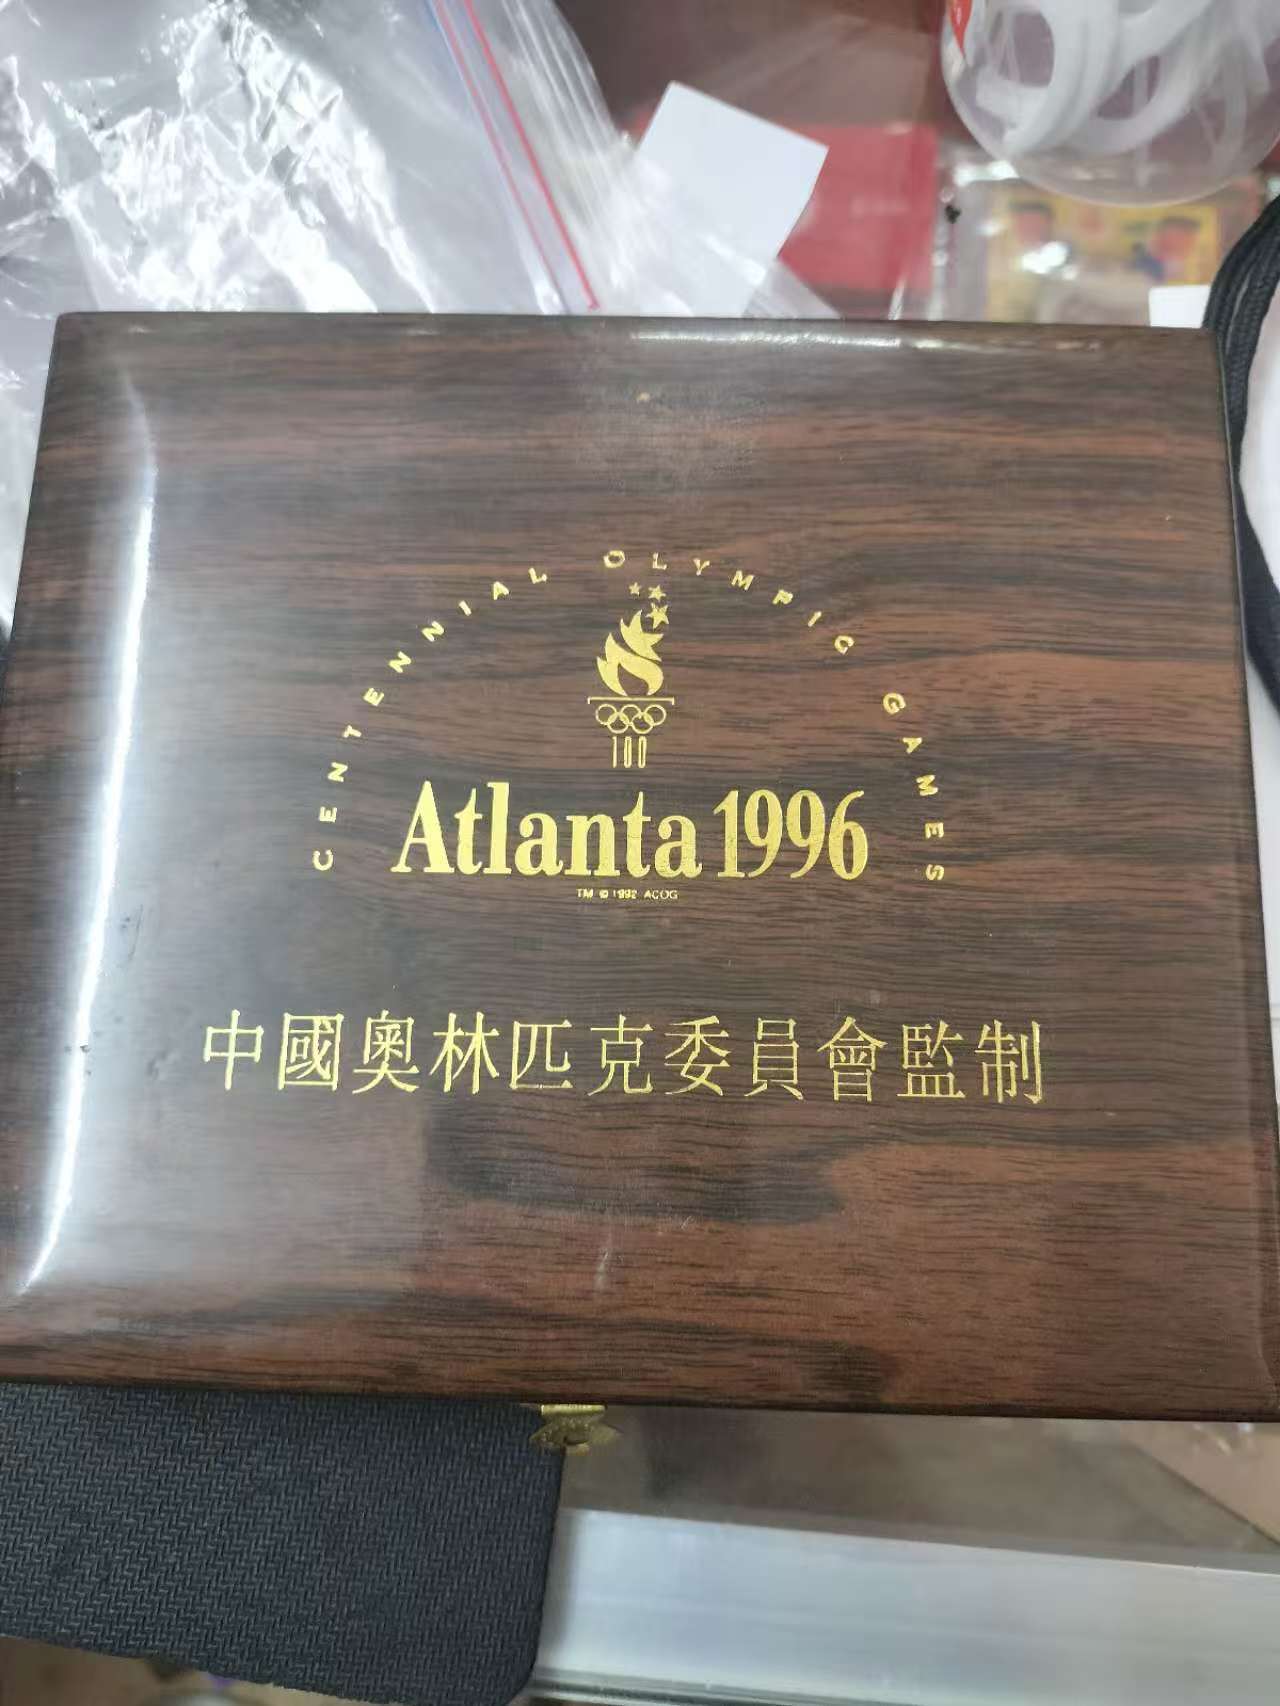 CENTENNIAL OLYMPIC GAMES
Atlanta 1996
TM © 1992 ACOG
中國奧林匹克委員會監制